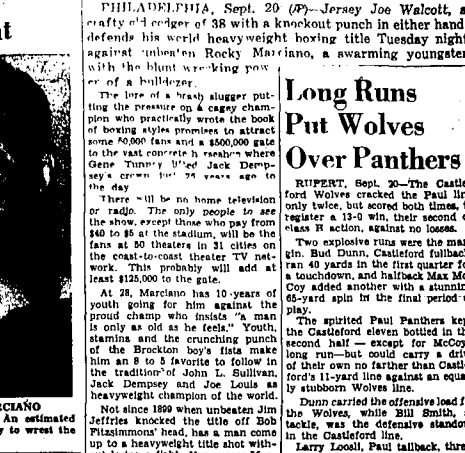 PHILADELPHIA, Sept. 20 (AP)—Jersey Joe Walcott, a
crafty old codger of 38 with a knockout punch in either hand
defends his world heavyweight boxing title Tuesday night
against unbeaten Rocky Marciano, a swarming youngster
with the blunt wrecking pow
er of a bulldozer.
The lure of a brash slugger put-
ting the pressure on a cagey cham-
pion who practically wrote the book
of boxing styles promises to attract
some 50,000 fans and a $500,000 gate
to the vast concrete where
Gene Tunney lifted Jack Demp-
sey's crown just 26 years ago to
the day
There will be no home television
or radio. The only people to see
the show, except those who pay from
$40 to $5 at the stadium, will be the
fans at 50 theaters in 31 cities on
the coast-to-coast theater TV net-
work. This probably will add at
least $125,000 to the gate.
At 28, Marciano has 10 years of
youth going for him against the
proud champ who insists "a man
is only as old as he feels." Youth,
stamina and the crunching punch
of the Brockton boy's fists make
him an 8 to 5 favorite to follow in
the tradition of John L. Sullivan,
Jack Dempsey and Joe Louis as
heavyweight champion of the world.
Not since 1899 when unbeaten Jim
Jeffries knocked the title off Bob
Fitzsimmons' head, has a man come
up to a heavyweight title shot with-
Long Runs
Put Wolves
Over Panthers
RUPERT, Sept. 20—The Castle
ford Wolves cracked the Paul lin
only twice, but scored both times, t
register a 13-0 win, their second o
class B action, against no losses.
Two explosive runs were the mar
gin. Bud Dunn, Castleford fullback
ran 40 yards in the first quarter fo
a touchdown, and halfback Max Mc
Coy added another with a stunnin
65-yard spin in the final period
play.
The spirited Paul Panthers kep
the Castleford eleven bottled in th
second half — except for McCoy
long run—but could carry a driv
of their own no farther than Castle
ford's 11-yard line against an equa
ly stubborn Wolves line.
Dunn carried the offensive load f
the Wolves, while Bill Smith,
tackle, was the defensive standou
in the Castleford line.
Larry Loosli, Paul tailback, thre
t
RCIANO
An estimated
y to wrest the